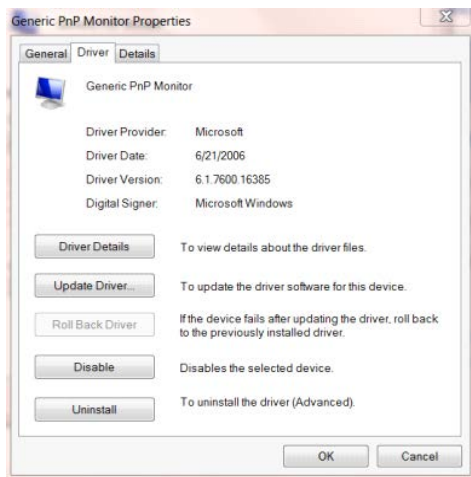 Generic PnP Monitor Properties
General Driver Details
Generic PnP Monitor
Driver Provider: Microsoft
Driver Date: 6/21/2006
Driver Version: 6.1.7600.16385
Digital Signer: Microsoft Windows
Driver Details To view details about the driver files.
Update Driver... To update the driver software for this device.
Roll Back Driver If the device fails after updating the driver, roll back
to the previously installed driver.
Disable Disables the selected device.
Uninstall To uninstall the driver (Advanced).
OK Cancel